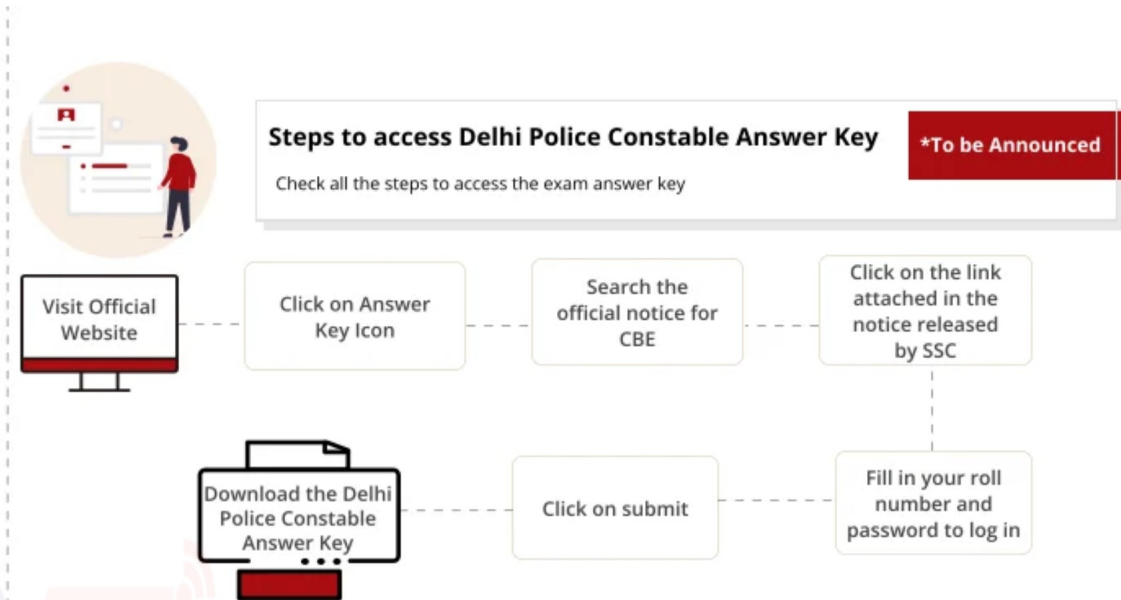 Steps to access Delhi Police Constable Answer Key
*To be Announced
Check all the steps to access the exam answer key
Visit Official
Website
Click on Answer
Key Icon
Search the
official notice for
CBE
Click on the link
attached in the
notice released
by SSC
Fill in your roll
number and
password to log in
Click on submit
Download the Delhi
Police Constable
Answer Key